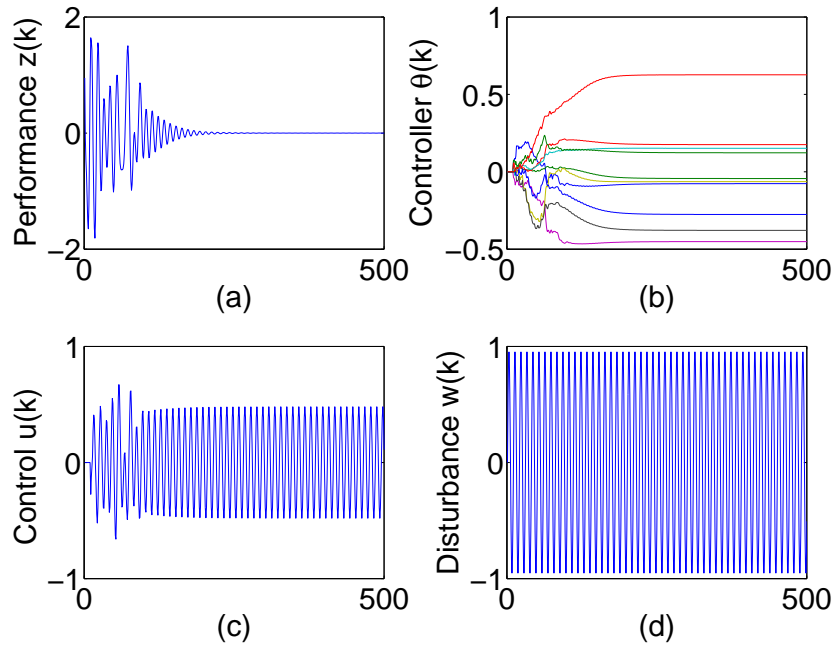 Performance z(k)
2
0
−2
0
500
(a)
Controller θ(k)
1
0.5
0
−0.5
0
500
(b)
Control u(k)
1
0
−1
0
500
(c)
Disturbance w(k)
1
0
−1
0
500
(d)